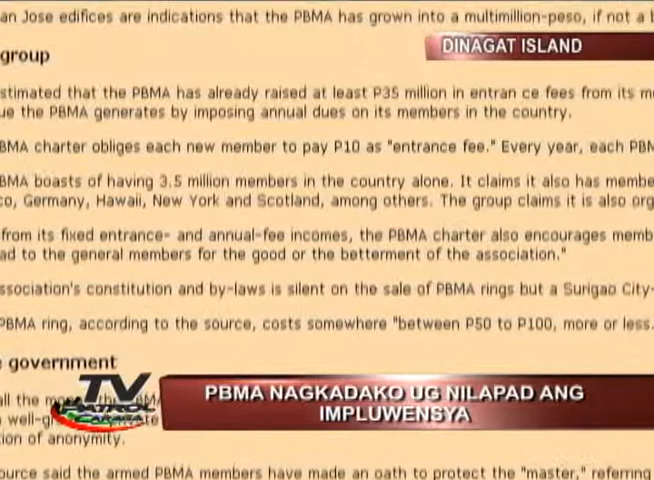 an Jose edifices are indications that the PBMA has grown into a multimillion-peso, if not a b
DINAGAT ISLAND
group
stimated that the PBMA has already raised at least P35 million in entran ce fees from its m
ue the PBMA generates by imposing annual dues on its members in the country.
BMA charter obliges each new member to pay P10 as "entrance fee." Every year, each PBM
BMA boasts of having 3.5 million members in the country alone. It claims it also has membe
co, Germany, Hawaii, New York and Scotland, among others. The group claims it is also org
from its fixed entrance- and annual-fee incomes, the PBMA charter also encourages memb
ad to the general members for the good or the betterment of the association."
ssociation's constitution and by-laws is silent on the sale of PBMA rings but a Surigao City-
PBMA ring, according to the source, costs somewhere "between P50 to P100, more or less.
government
all the
TV
PATROL
CARAGA
PBMA NAGKADAKO UG NILAPAD ANG
IMPLUWENSYA
tion of anonymity.
ource said the armed PBMA members have made an oath to protect the "master," referring